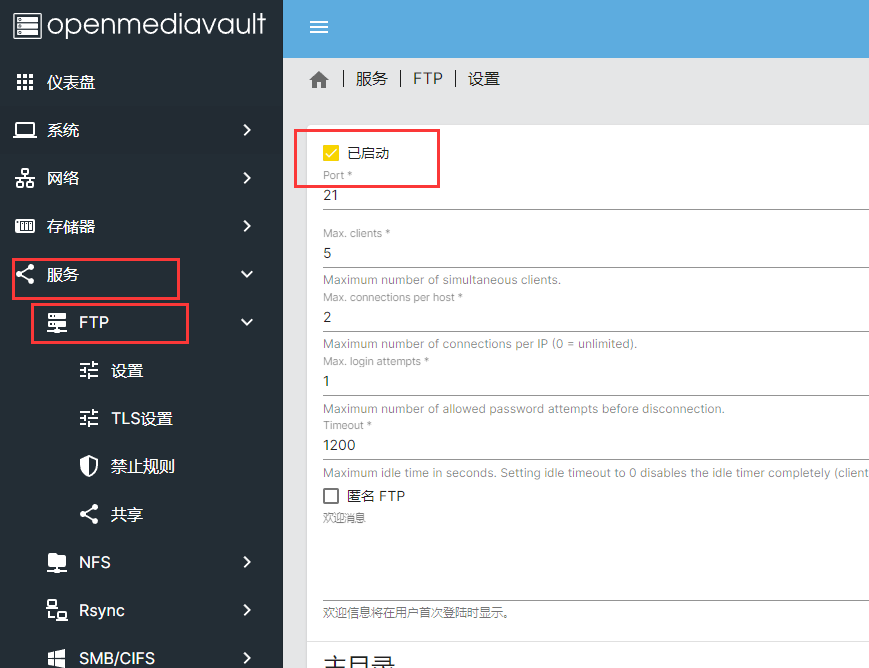 openmediavault
仪表盘
系统
网络
存储器
服务
FTP
设置
TLS设置
禁止规则
共享
NFS
Rsync
SMB/CIFS
服务 | FTP | 设置
已启动
Port *
21
Max. clients *
5
Maximum number of simultaneous clients.
Max. connections per host *
2
Maximum number of connections per IP (0 = unlimited).
Max. login attempts *
1
Maximum number of allowed password attempts before disconnection.
Timeout *
1200
Maximum idle time in seconds. Setting idle timeout to 0 disables the idle timer completely (client
匿名 FTP
欢迎消息
欢迎信息将在用户首次登陆时显示。
主目录